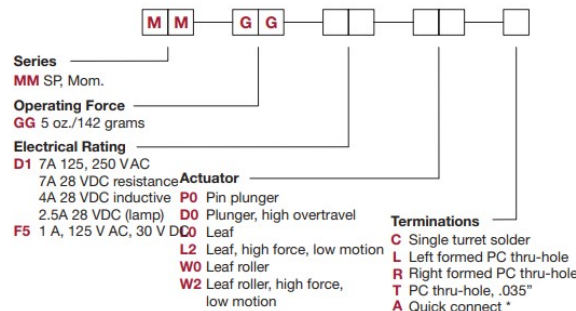 M M G G
Series
MM SP, Mom.
Operating Force
GG 5 oz./142 grams
Electrical Rating
D1 7A 125, 250 VAC
7A 28 VDC resistance
4A 28 VDC inductive
2.5A 28 VDC (lamp)
F5 1 A, 125 V AC, 30 V DC
Actuator
P0 Pin plunger
D0 Plunger, high overtravel
L0 Leaf
L2 Leaf, high force, low motion
W0 Leaf roller
W2 Leaf roller, high force,
low motion
Terminations
C Single turret solder
L Left formed PC thru-hole
R Right formed PC thru-hole
T PC thru-hole, .035"
A Quick connect *